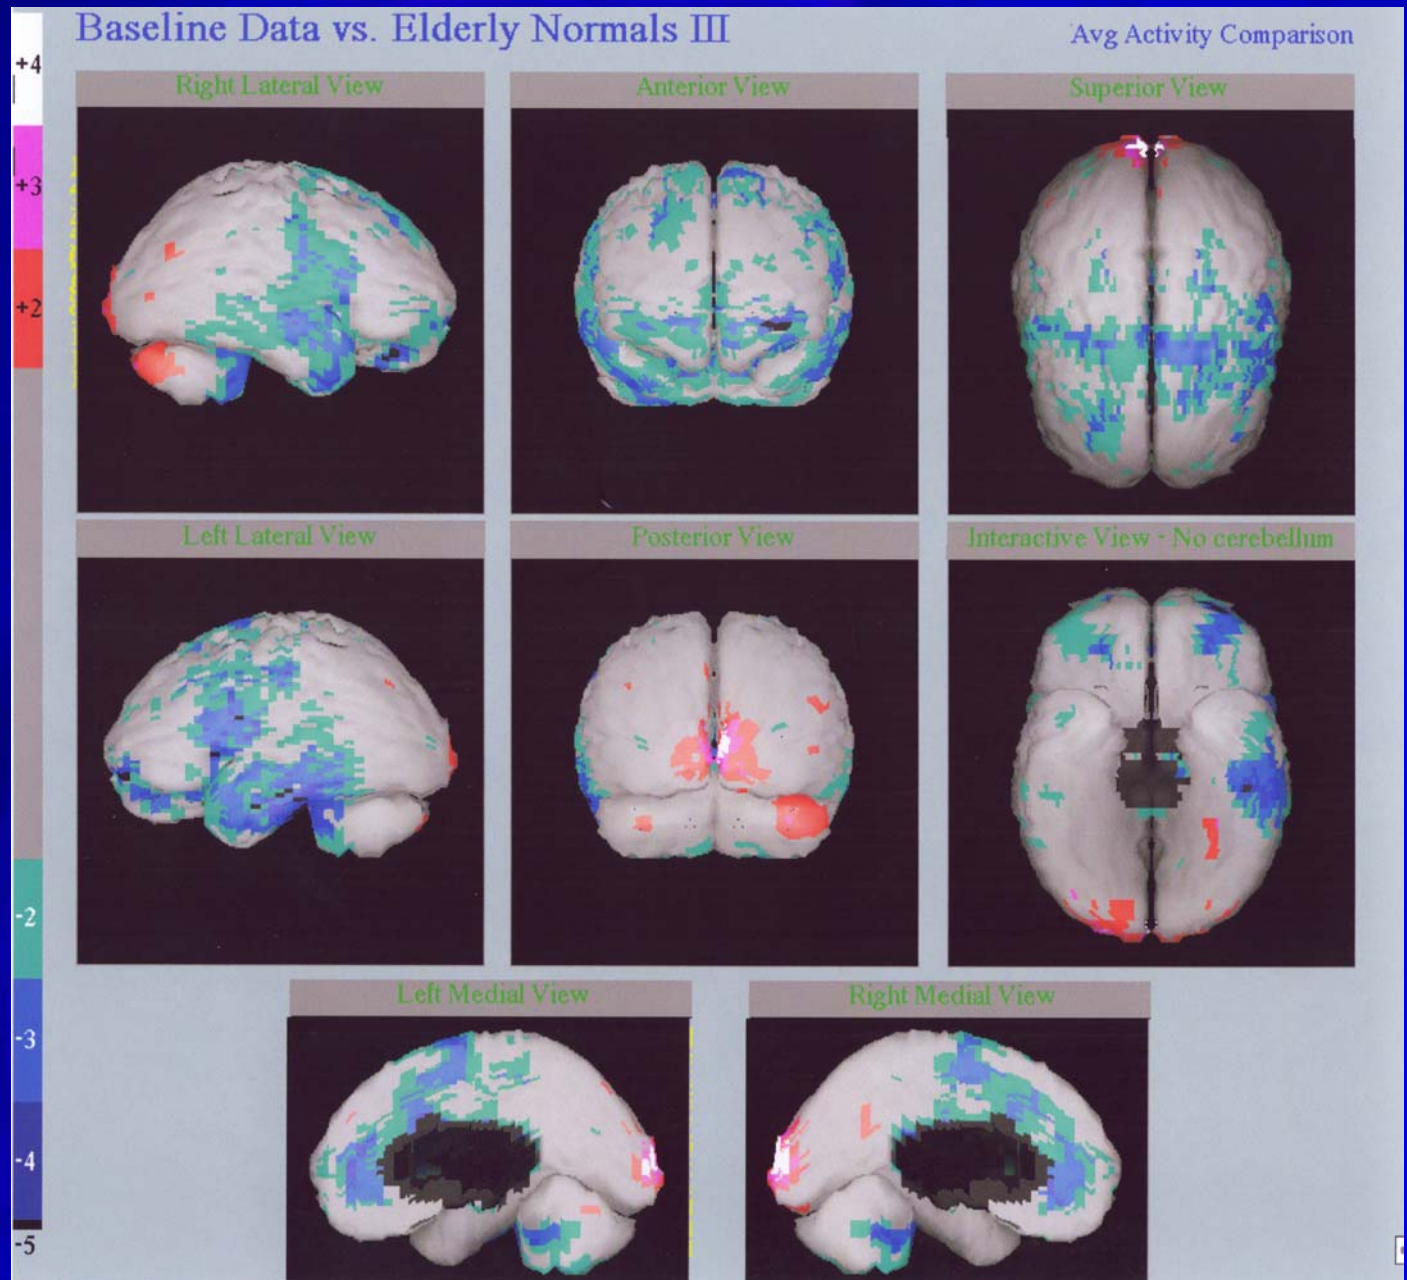 Baseline Data vs. Elderly Normals III
Avg Activity Comparison
+4
+3
+2
-2
-3
-4
-5
Right Lateral View
Anterior View
Superior View
Left Lateral View
Posterior View
Interactive View - No cerebellum
Left Medial View
Right Medial View